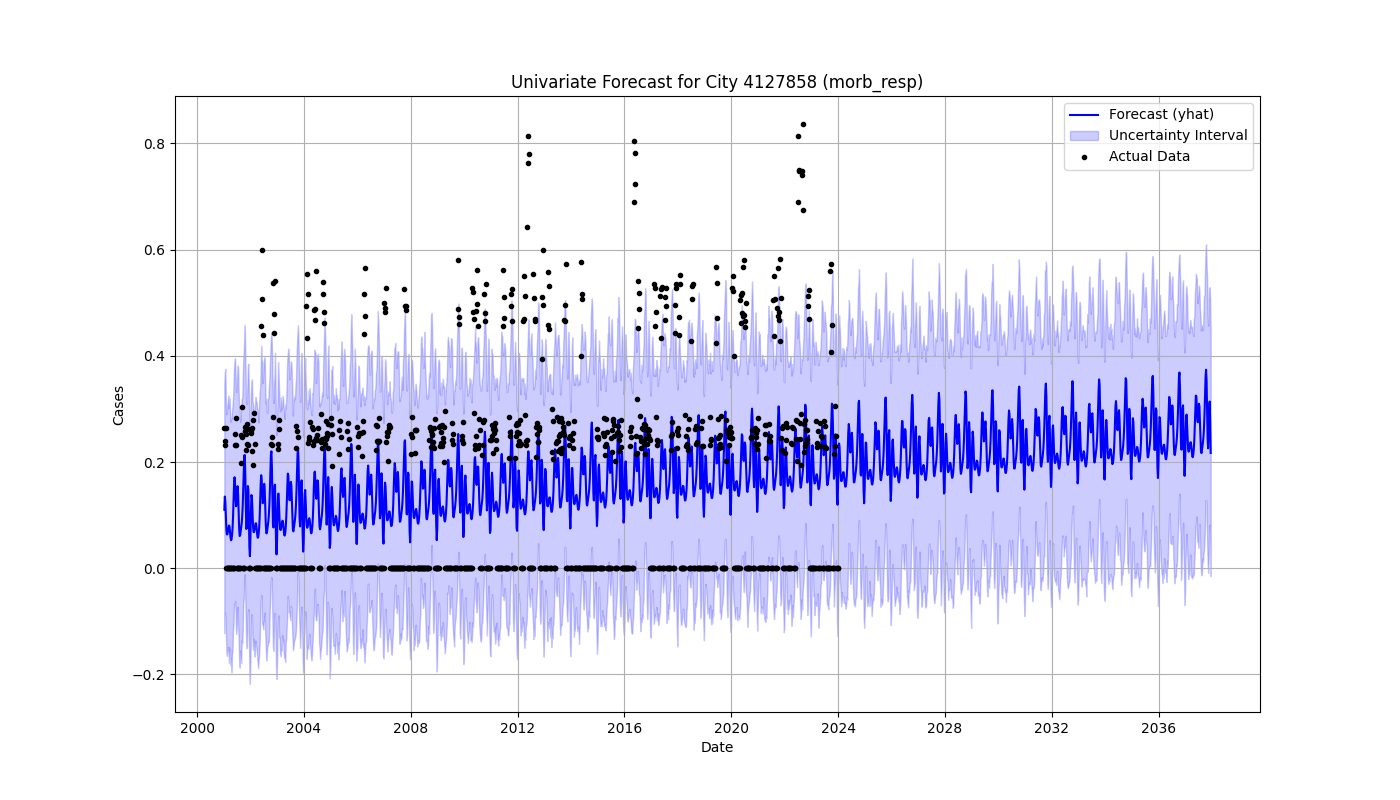 Univariate Forecast for City 4127858 (morb_resp)
Forecast (yhat)
Uncertainty Interval
Actual Data
Cases
0.8
0.6
0.4
0.2
0.0
−0.2
2000 2004 2008 2012 2016 2020 2024 2028 2032 2036
Date